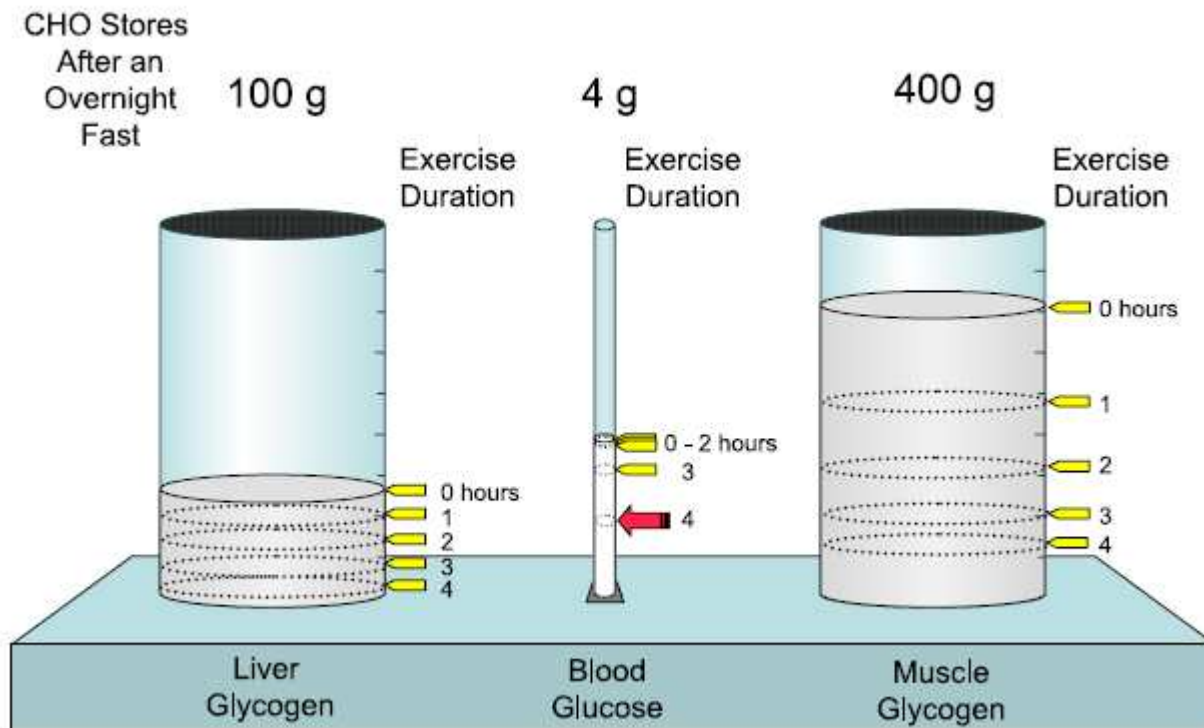 CHO Stores
After an
Overnight
Fast
100 g
4 g
400 g
Exercise
Duration
Exercise
Duration
Exercise
Duration
0 hours
1
2
3
4
0 - 2 hours
3
4
0 hours
1
2
3
4
Liver
Glycogen
Blood
Glucose
Muscle
Glycogen